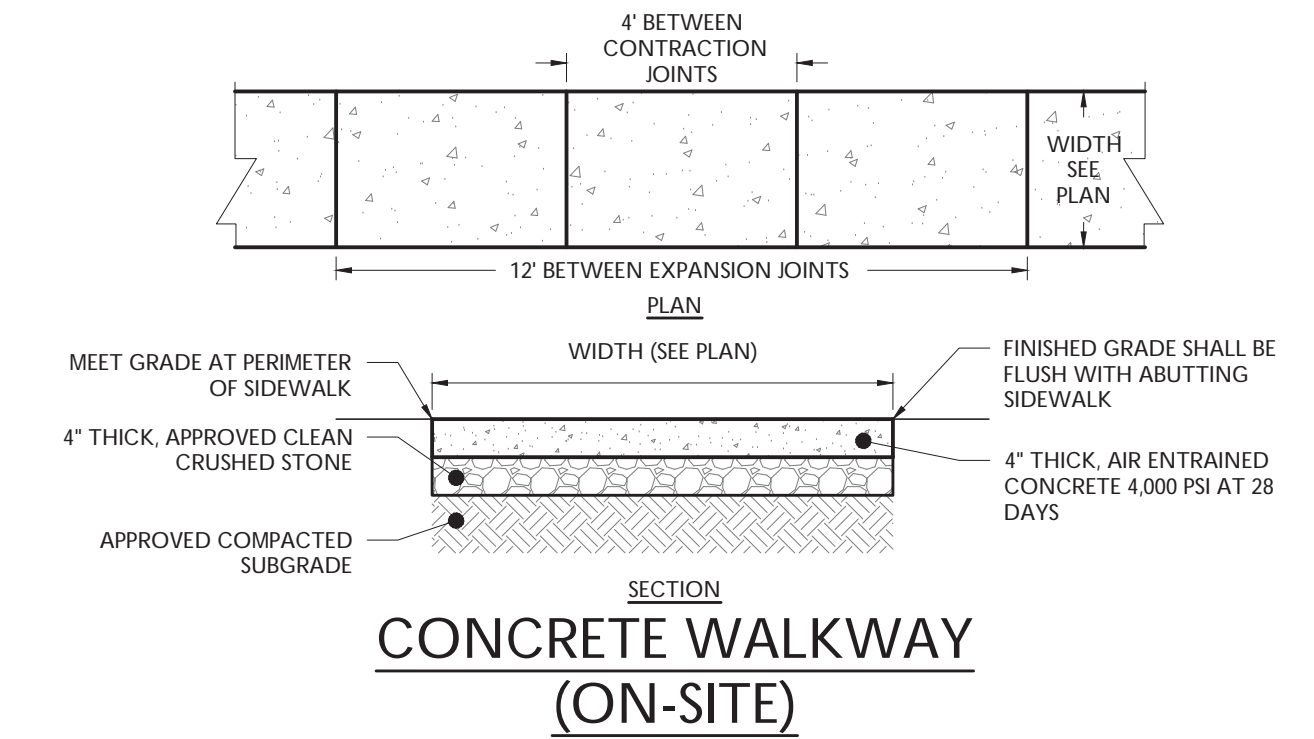 4' BETWEEN
CONTRACTION
JOINTS
WIDTH
SEE
PLAN
12' BETWEEN EXPANSION JOINTS
PLAN
WIDTH (SEE PLAN)
MEET GRADE AT PERIMETER
OF SIDEWALK
4" THICK, APPROVED CLEAN
CRUSHED STONE
APPROVED COMPACTED
SUBGRADE
FINISHED GRADE SHALL BE
FLUSH WITH ABUTTING
SIDEWALK
4" THICK, AIR ENTRAINED
CONCRETE 4,000 PSI AT 28
DAYS
SECTION
CONCRETE WALKWAY
(ON-SITE)